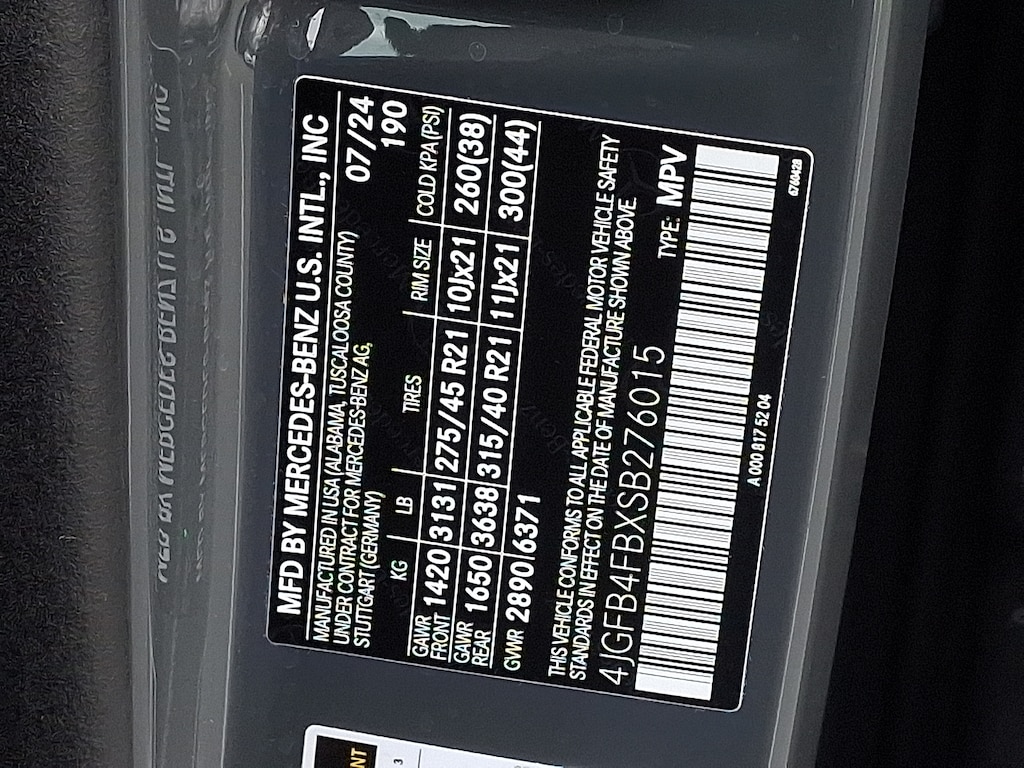 MFD BY MERCEDES-BENZ U.S. INTL., INC
MANUFACTURED IN USA (ALABAMA, TUSCALOOSA COUNTY)
UNDER CONTRACT FOR MERCEDES-BENZ AG,
STUTTGART (GERMANY)
07/24
190
KG LB TIRES RIM SIZE COLD KPA(PSI)
GAWR FRONT 1420 3131 275/45 R21 10Jx21 260(38)
GAWR REAR 1650 3638 315/40 R21 11Jx21 300(44)
GWR 2890 6371
THIS VEHICLE CONFORMS TO ALL APPLICABLE FEDERAL MOTOR VEHICLE SAFETY
STANDARDS IN EFFECT ON THE DATE OF MANUFACTURE SHOWN ABOVE.
4JGFB4FBXSB276015 TYPE: MPV
A 000 817 52 04